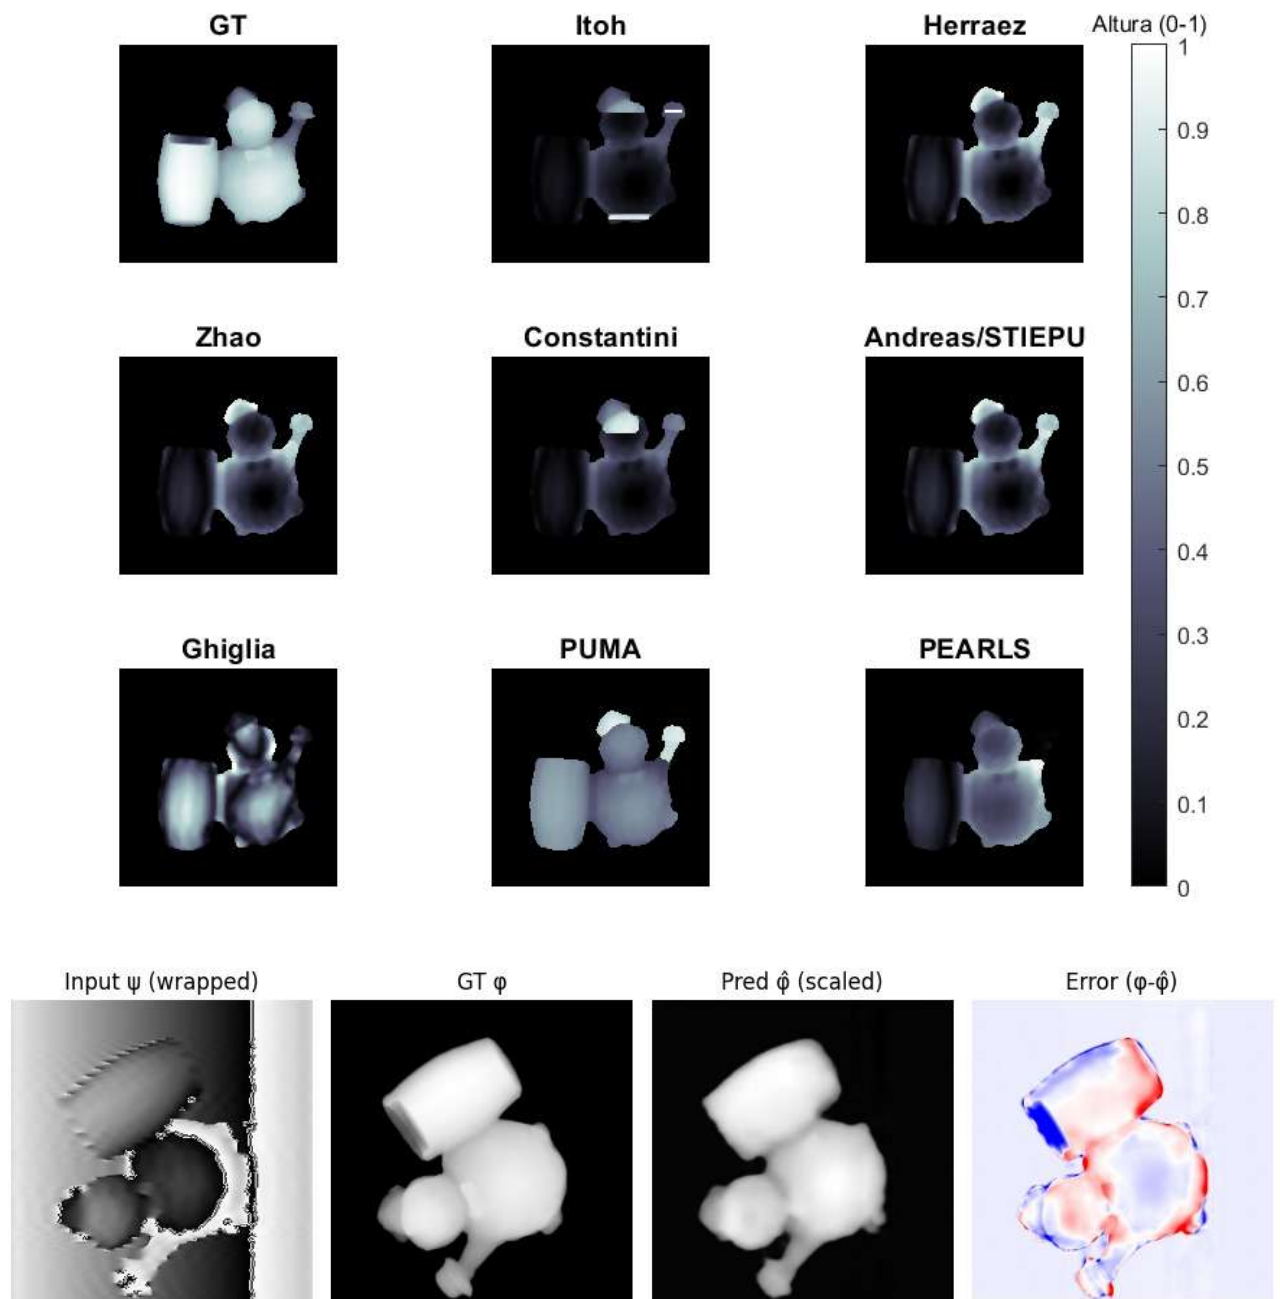 GT Itoh Herraez Altura (0-1)
1
0.9
0.8
0.7
Zhao Constantini Andreas/STIEPU
0.6
0.5
0.4
0.3
Ghiglia PUMA PEARLS
0.2
0.1
0
Input ψ (wrapped) GT φ Pred φ̂ (scaled) Error (φ-φ̂)